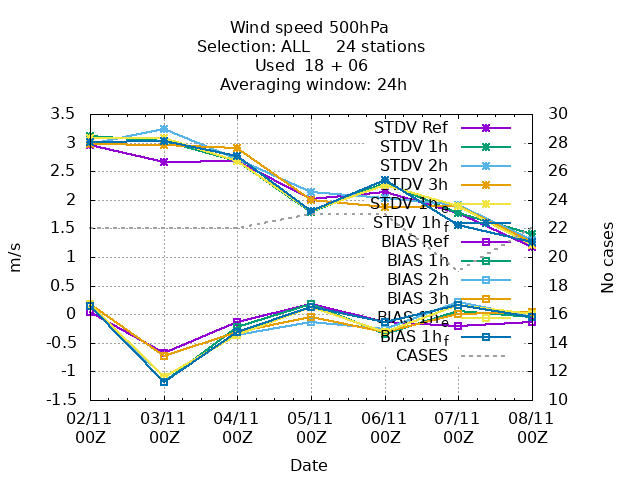 Wind speed 500hPa
Selection: ALL 24 stations
Used 18 + 06
Averaging window: 24h
3.5
3
2.5
2
1.5
1
0.5
0
-0.5
-1
-1.5
m/s
30
28
26
24
22
20
18
16
14
12
10
No cases
STDV Ref
STDV 1h
STDV 2h
STDV 3h
STDV 1h e
STDV 1h f
BIAS Ref
BIAS 1h
BIAS 2h
BIAS 3h
BIAS 1h e
BIAS 1h f
CASES
02/11 03/11 04/11 05/11 06/11 07/11 08/11
00Z 00Z 00Z 00Z 00Z 00Z 00Z
Date